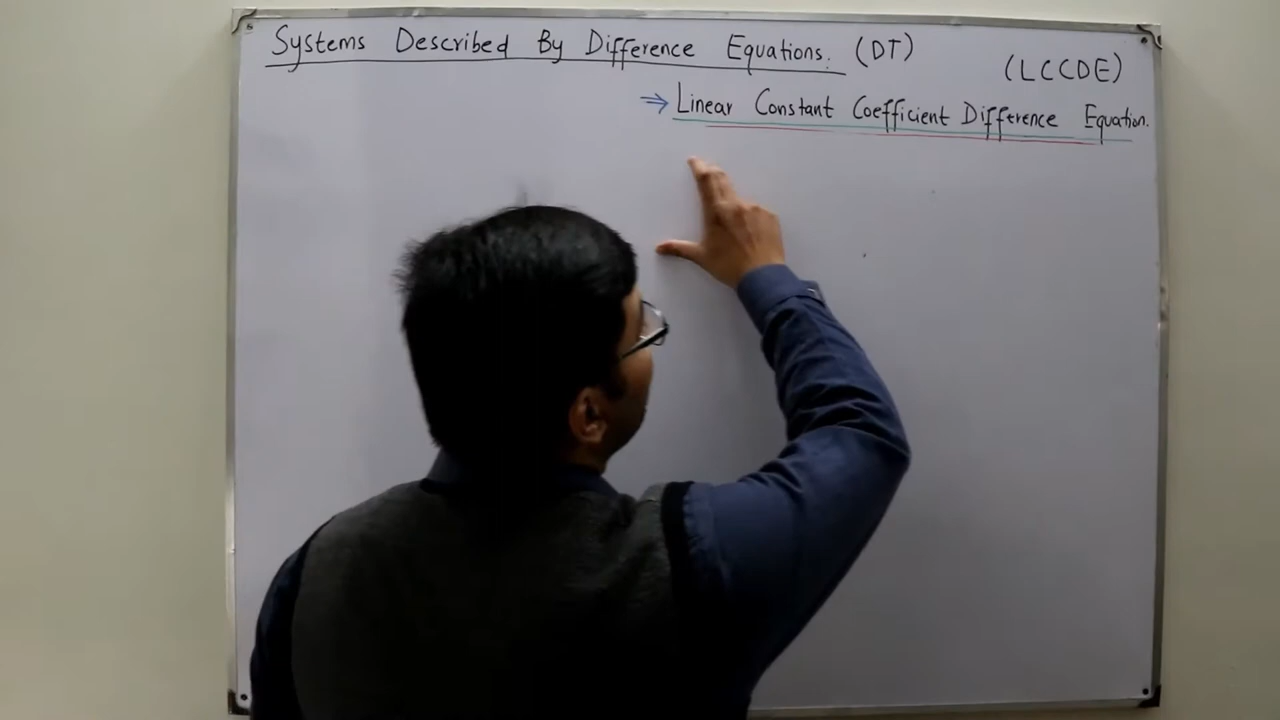 Systems Described By Difference Equations. (DT)
(LCCDE)
⇒ Linear Constant Coefficient Difference Equation.